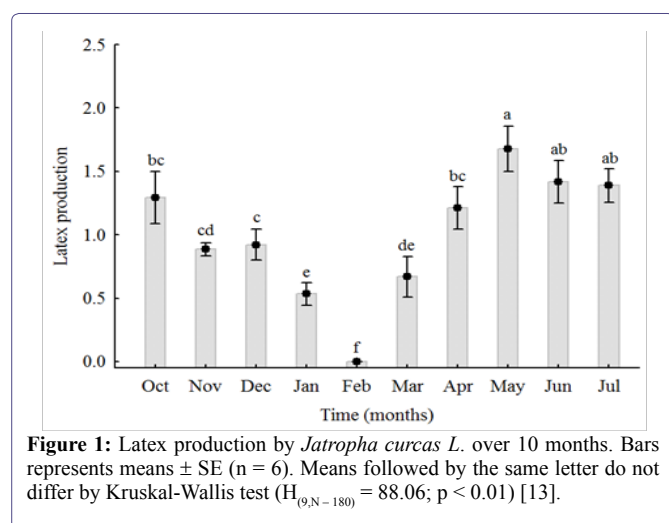 2.5
2.0
1.5
1.0
0.5
0.0
Latex production
bc
cd
c
e
f
de
bc
a
ab
ab
Oct Nov Dec Jan Feb Mar Apr May Jun Jul
Time (months)
Figure 1: Latex production by Jatropha curcas L. over 10 months. Bars
represents means ± SE (n = 6). Means followed by the same letter do not
differ by Kruskal-Wallis test (H(9,N – 180) = 88.06; p < 0.01) [13].